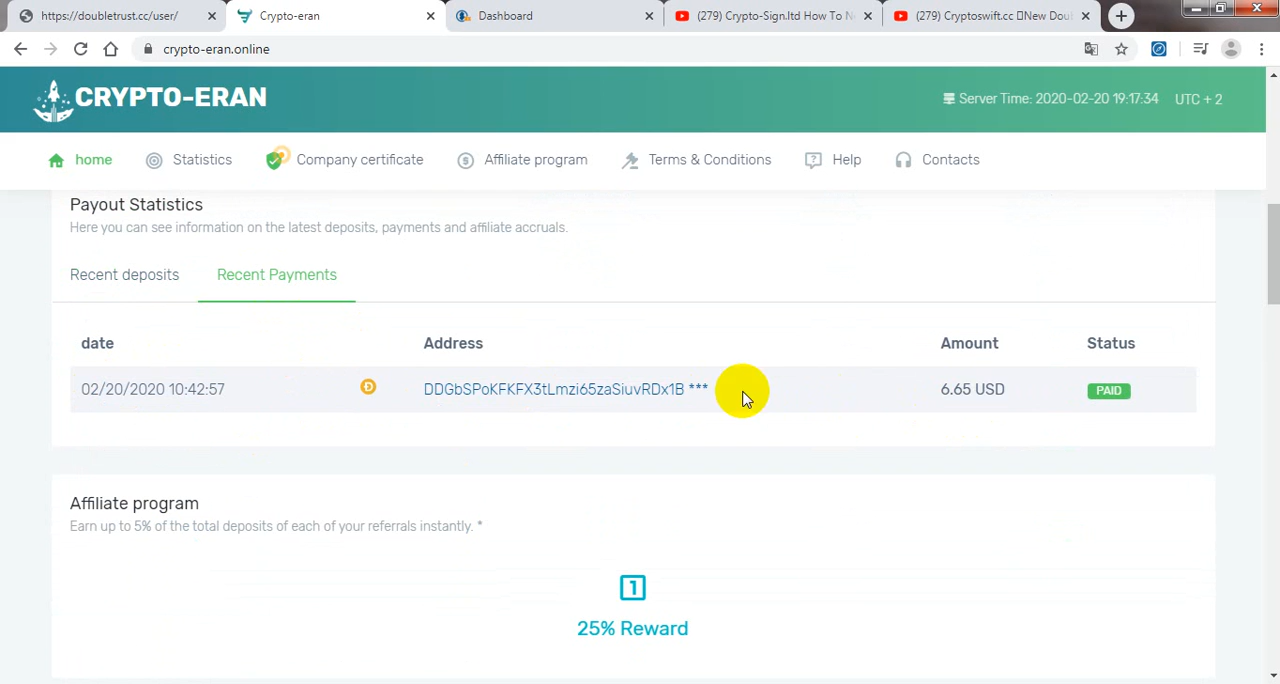 https://doubletrust.cc/user/
Crypto-eran
Dashboard
(279) Crypto-Sign.ltd How To N
(279) Cryptoswift.cc New Doub
crypto-eran.online
CRYPTO-ERAN
Server Time: 2020-02-20 19:17:34 UTC + 2
home
Statistics
Company certificate
Affiliate program
Terms & Conditions
Help
Contacts
Payout Statistics
Here you can see information on the latest deposits, payments and affiliate accruals.
Recent deposits
Recent Payments
date Address Amount Status
02/20/2020 10:42:57 DDGbSPoKFKFX3tLmzi65zaSiuvRDx1B *** 6.65 USD PAID
Affiliate program
Earn up to 5% of the total deposits of each of your referrals instantly. *
1
25% Reward